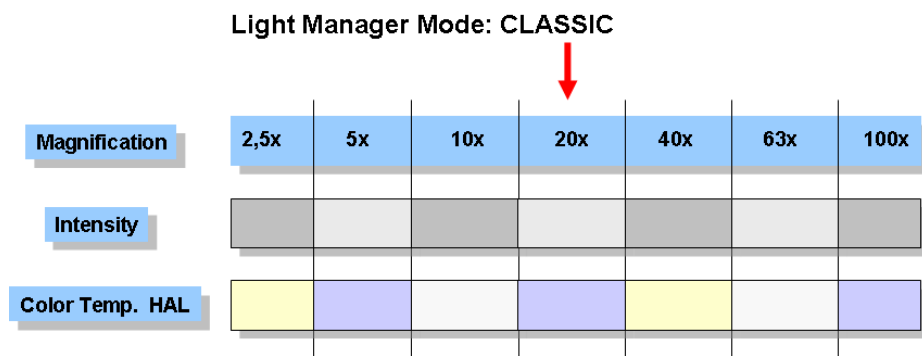 Light Manager Mode: CLASSIC
Magnification 2,5x 5x 10x 20x 40x 63x 100x
Intensity
Color Temp. HAL